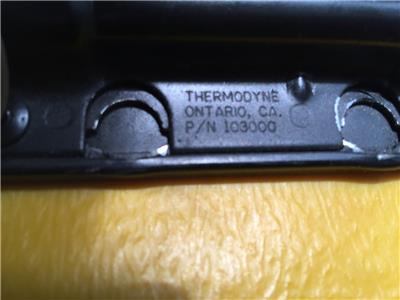 THERMODYNE
ONTARIO, CA.
P/N 103000